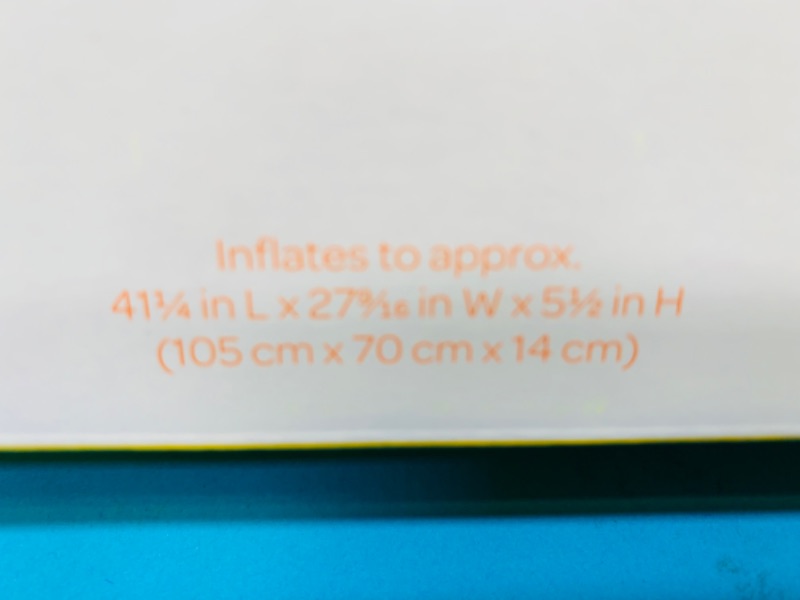 Inflates to approx.
41¼ in L x 27⁹⁄₁₆ in W x 5½ in H
(105 cm x 70 cm x 14 cm)